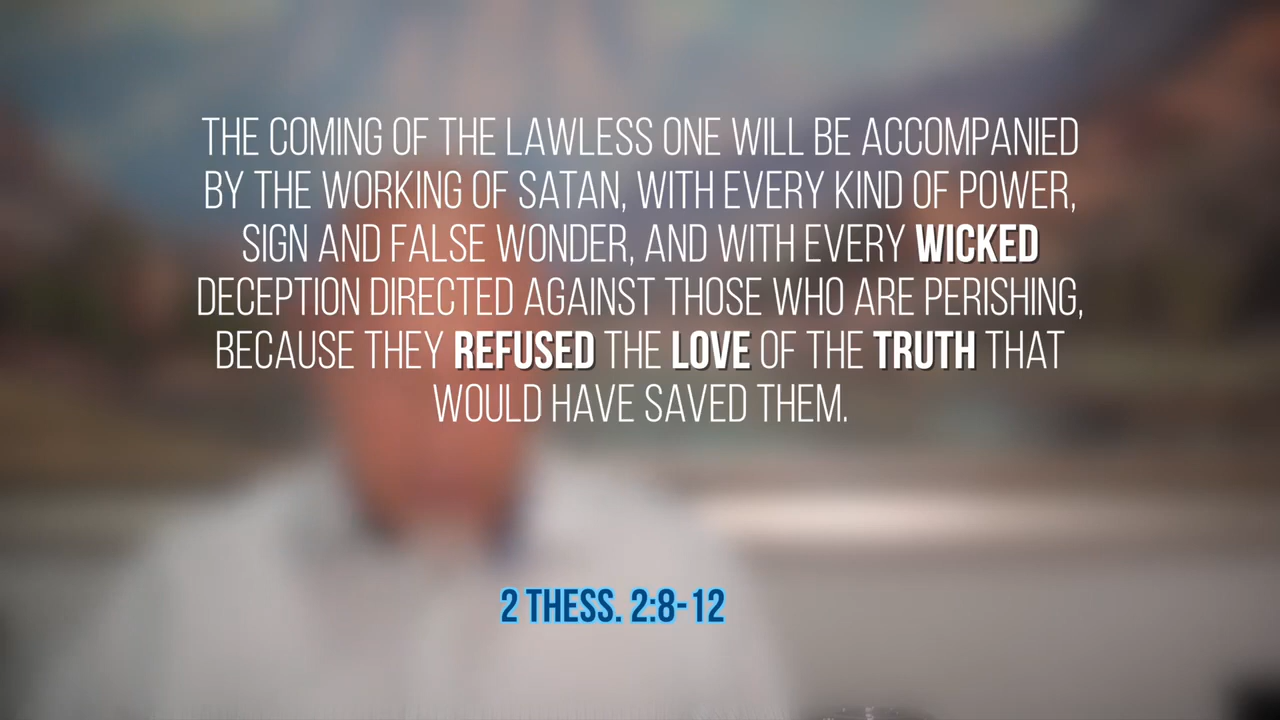 THE COMING OF THE LAWLESS ONE WILL BE ACCOMPANIED
BY THE WORKING OF SATAN, WITH EVERY KIND OF POWER,
SIGN AND FALSE WONDER, AND WITH EVERY WICKED
DECEPTION DIRECTED AGAINST THOSE WHO ARE PERISHING,
BECAUSE THEY REFUSED THE LOVE OF THE TRUTH THAT
WOULD HAVE SAVED THEM.
2 THESS. 2:8-12